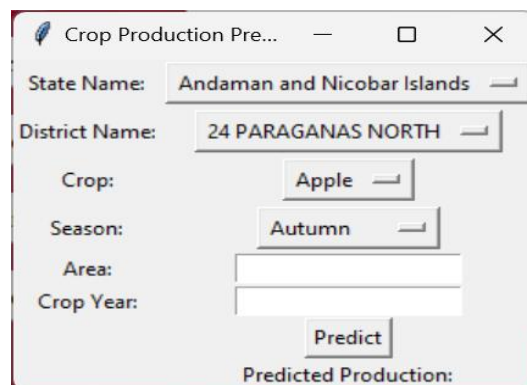 Crop Production Pre...
State Name: Andaman and Nicobar Islands
District Name: 24 PARAGANAS NORTH
Crop: Apple
Season: Autumn
Area:
Crop Year:
Predict
Predicted Production: